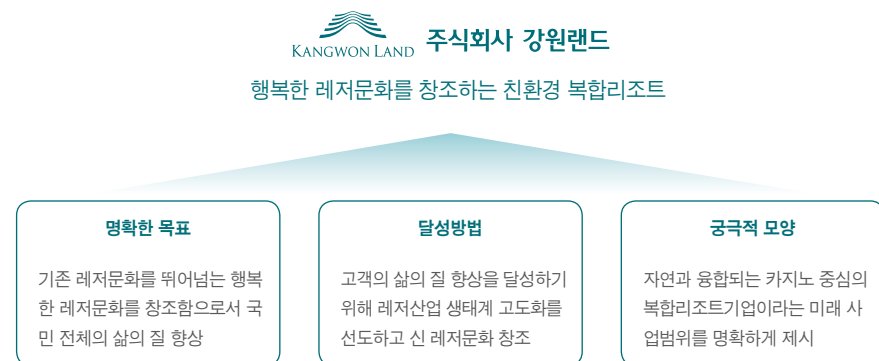 KANGWON LAND 주식회사 강원랜드
행복한 레저문화를 창조하는 친환경 복합리조트
명확한 목표
기존 레저문화를 뛰어넘는 행복
한 레저문화를 창조함으로서 국
민 전체의 삶의 질 향상
달성방법
고객의 삶의 질 향상을 달성하기
위해 레저산업 생태계 고도화를
선도하고 신 레저문화 창조
궁극적 모양
자연과 융합되는 카지노 중심의
복합리조트기업이라는 미래 사
업범위를 명확하게 제시